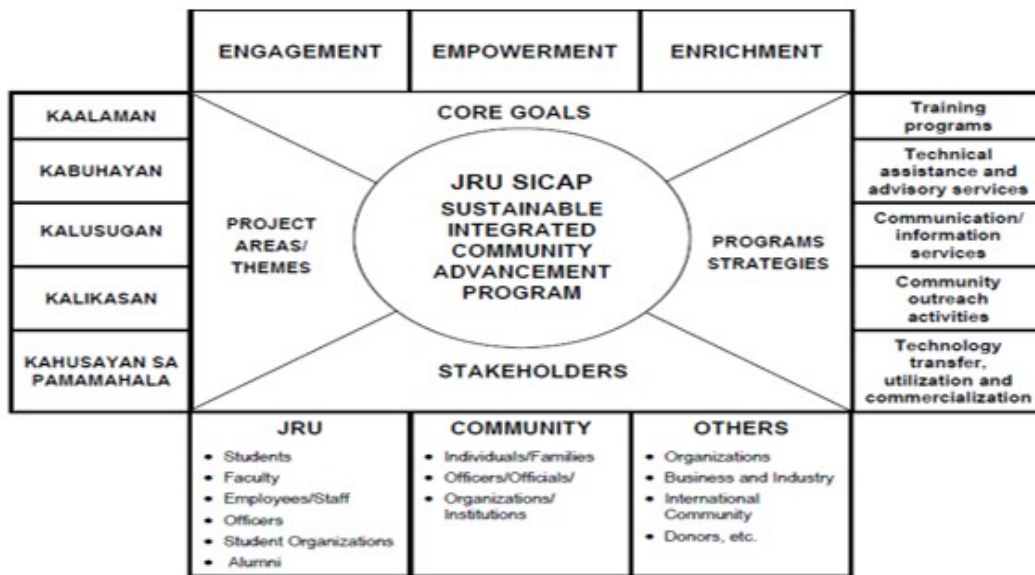 ENGAGEMENT
EMPOWERMENT
ENRICHMENT
CORE GOALS
KAALAMAN
KABUHAYAN
KALUSUGAN
KALIKASAN
KAHUSAYAN SA
PAMAMAHALA
PROJECT
AREAS/
THEMES
JRU SICAP
SUSTAINABLE
INTEGRATED
COMMUNITY
ADVANCEMENT
PROGRAM
PROGRAMS
STRATEGIES
Training
programs
Technical
assistance and
advisory services
Communication/
information
services
Community
outreach
activities
Technology
transfer,
utilization and
commercialization
STAKEHOLDERS
JRU
• Students
• Faculty
• Employees/Staff
• Officers
• Student Organizations
• Alumni
COMMUNITY
• Individuals/Families
• Officers/Officials/
• Organizations/
Institutions
OTHERS
• Organizations
• Business and Industry
• International
Community
• Donors, etc.